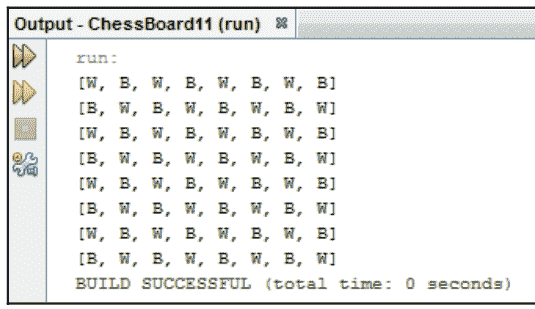 Output - ChessBoard11 (run)
run:
[W, B, W, B, W, B, W, B]
[B, W, B, W, B, W, B, W]
[W, B, W, B, W, B, W, B]
[B, W, B, W, B, W, B, W]
[W, B, W, B, W, B, W, B]
[B, W, B, W, B, W, B, W]
[W, B, W, B, W, B, W, B]
[B, W, B, W, B, W, B, W]
BUILD SUCCESSFUL (total time: 0 seconds)